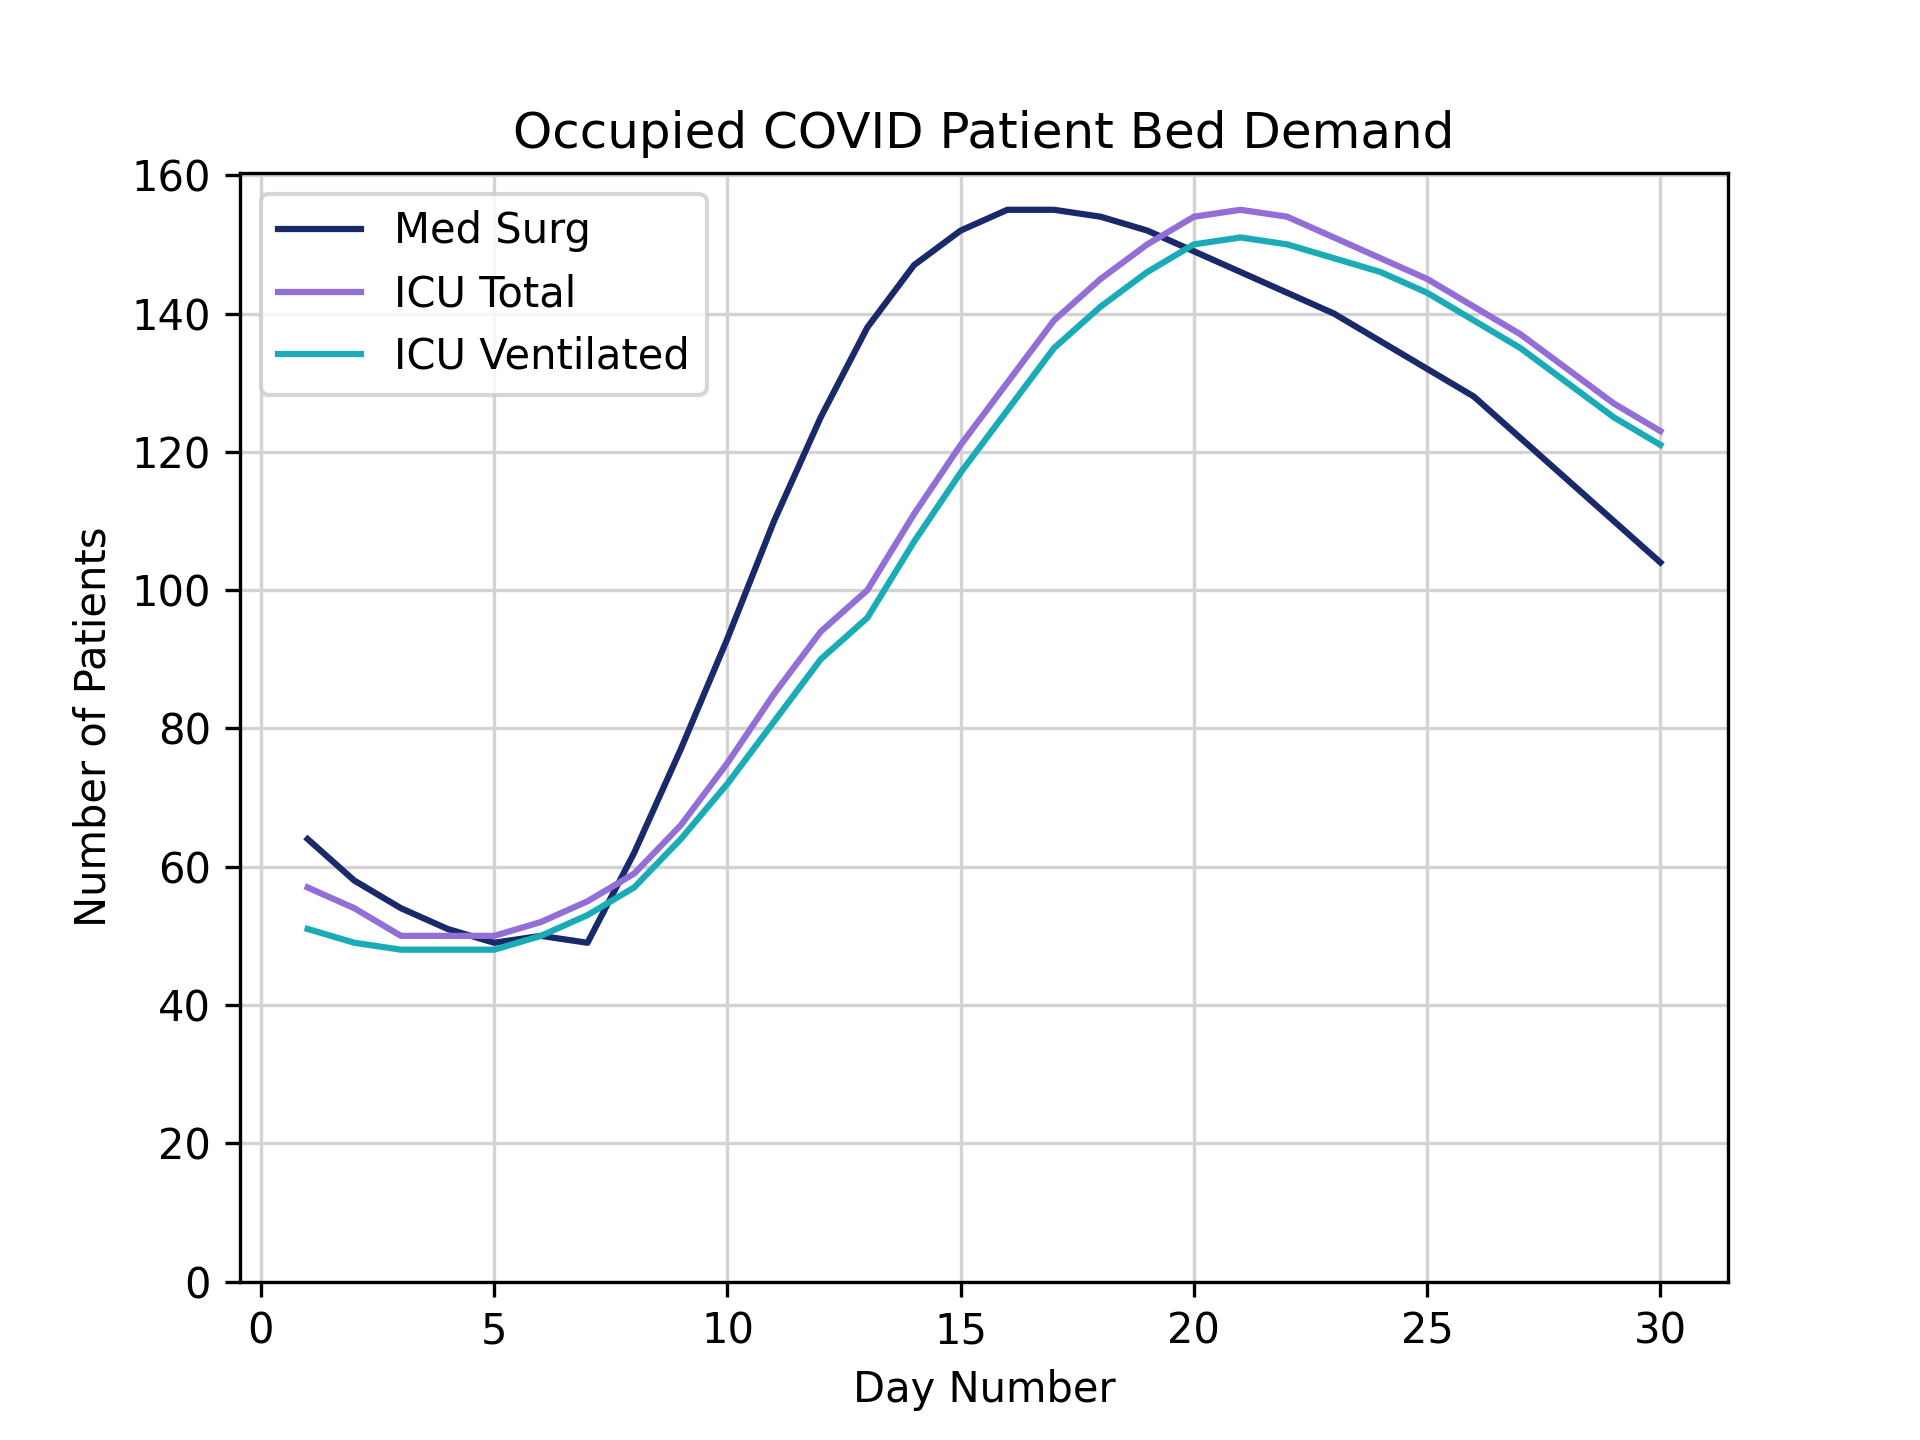 Occupied COVID Patient Bed Demand
160
140
120
100
80
60
40
20
0
Number of Patients
Med Surg
ICU Total
ICU Ventilated
0 5 10 15 20 25 30
Day Number